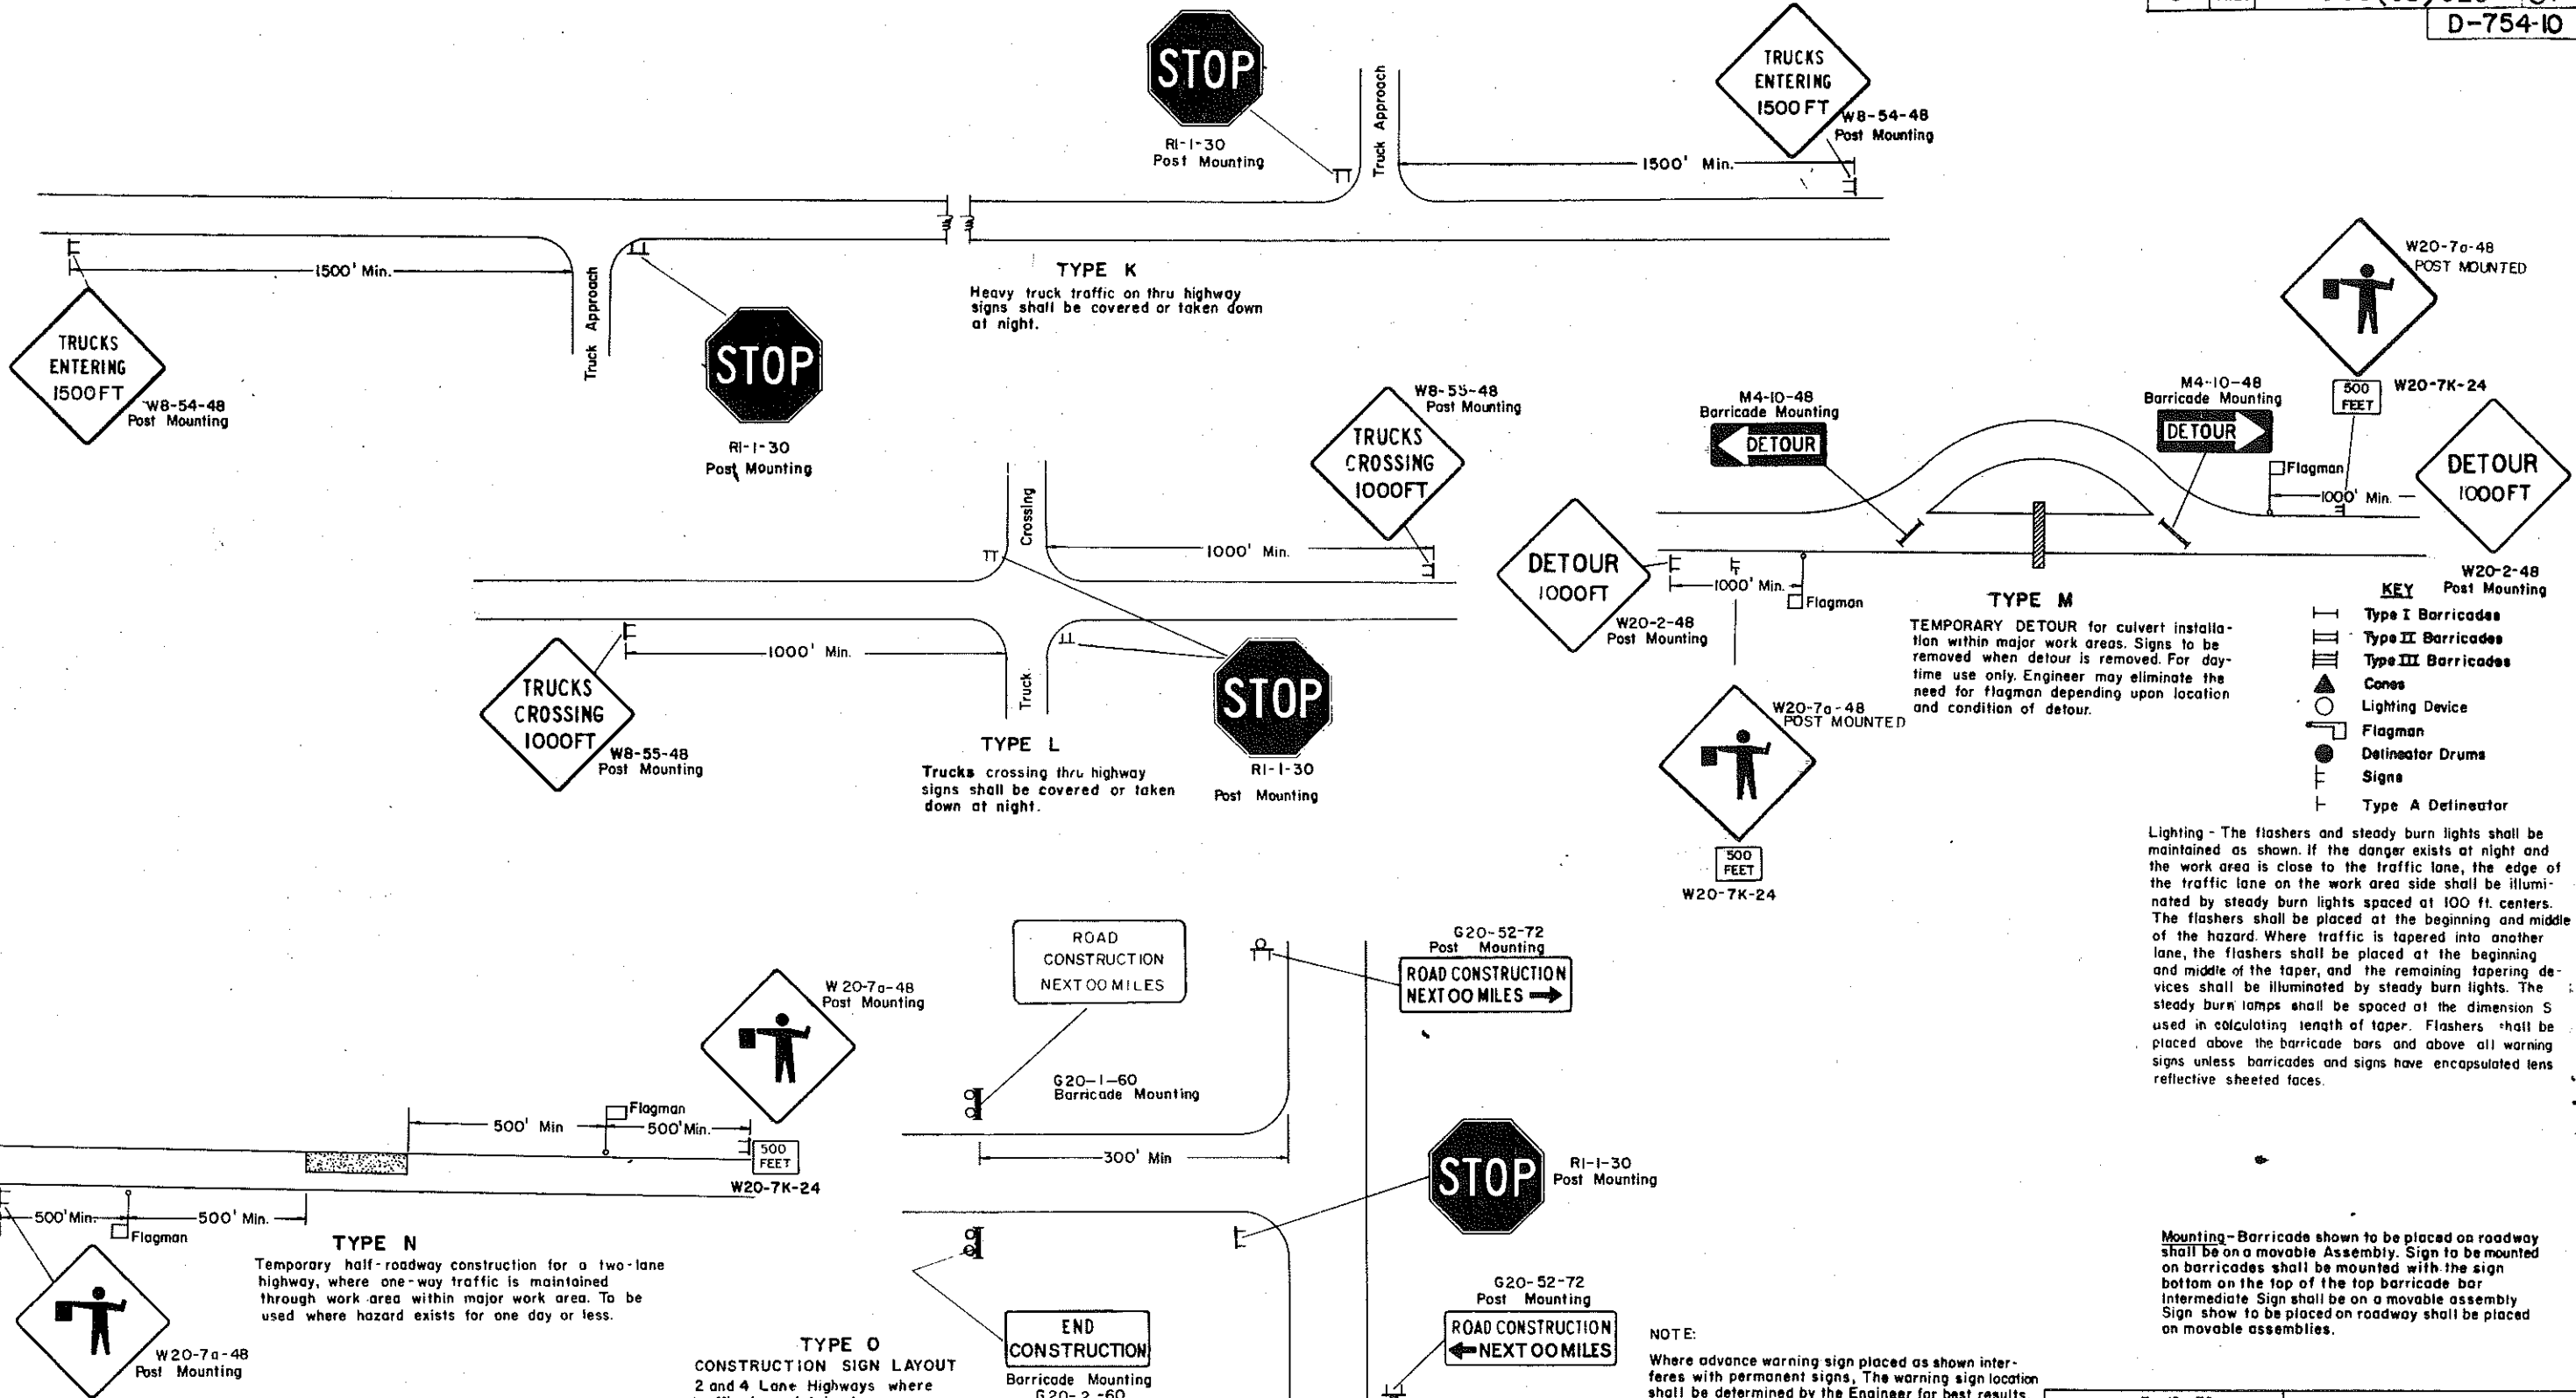 D-754-10
STOP
R1-1-30
Post Mounting
Truck Approach
TRUCKS
ENTERING
1500 FT
W8-54-48
Post Mounting
1500' Min.
1500' Min.
Truck Approach
TRUCKS
ENTERING
1500 FT
W8-54-48
Post Mounting
STOP
R1-1-30
Post Mounting
TYPE K
Heavy truck traffic on thru highway
signs shall be covered or taken down
at night.
W8-55-48
Post Mounting
TRUCKS
CROSSING
1000FT
Crossing
1000' Min.
1000' Min.
Truck
TRUCKS
CROSSING
1000FT
W8-55-48
Post Mounting
STOP
R1-1-30
Post Mounting
TYPE L
Trucks crossing thru highway
signs shall be covered or taken
down at night.
W20-7a-48
POST MOUNTED
500
FEET
W20-7K-24
M4-10-48
Barricade Mounting
DETOUR
M4-10-48
Barricade Mounting
DETOUR
Flagman
1000' Min.
DETOUR
1000FT
W20-2-48
Post Mounting
DETOUR
1000FT
W20-2-48
Post Mounting
1000' Min.
Flagman
W20-7a-48
POST MOUNTED
500
FEET
W20-7K-24
TYPE M
TEMPORARY DETOUR for culvert installa-
tion within major work areas. Signs to be
removed when detour is removed. For day-
time use only. Engineer may eliminate the
need for flagman depending upon location
and condition of detour.
KEY
Type I Barricades
Type II Barricades
Type III Barricades
Cones
Lighting Device
Flagman
Delineator Drums
Signs
Type A Delineator
Lighting - The flashers and steady burn lights shall be
maintained as shown. If the danger exists at night and
the work area is close to the traffic lane, the edge of
the traffic lane on the work area side shall be illumi-
nated by steady burn lights spaced at 100 ft. centers.
The flashers shall be placed at the beginning and middle
of the hazard. Where traffic is tapered into another
lane, the flashers shall be placed at the beginning
and middle of the taper, and the remaining tapering de-
vices shall be illuminated by steady burn lights. The
steady burn lamps shall be spaced at the dimension S
used in calculating length of taper. Flashers shall be
placed above the barricade bars and above all warning
signs unless barricades and signs have encapsulated lens
reflective sheeted faces.
W 20-7a-48
Post Mounting
Flagman
500' Min
500' Min.
500
FEET
W20-7K-24
500' Min.
500' Min.
Flagman
W20-7a-48
Post Mounting
TYPE N
Temporary half-roadway construction for a two-lane
highway, where one-way traffic is maintained
through work area within major work area. To be
used where hazard exists for one day or less.
ROAD
CONSTRUCTION
NEXT 00 MILES
G20-1-60
Barricade Mounting
G20-52-72
Post Mounting
ROAD CONSTRUCTION
NEXT 00 MILES
300' Min
STOP
R1-1-30
Post Mounting
G20-52-72
Post Mounting
ROAD CONSTRUCTION
NEXT 00 MILES
END
CONSTRUCTION
Barricade Mounting
TYPE O
CONSTRUCTION SIGN LAYOUT
2 and 4 Lane Highways where
NOTE:
Where advance warning sign placed as shown inter-
feres with permanent signs, The warning sign location
shall be determined by the Engineer for best results
Mounting - Barricade shown to be placed on roadway
shall be on a movable Assembly. Sign to be mounted
on barricades shall be mounted with the sign
bottom on the top of the top barricade bar
Intermediate Sign shall be on a movable assembly
Sign show to be placed on roadway shall be placed
on movable assemblies.